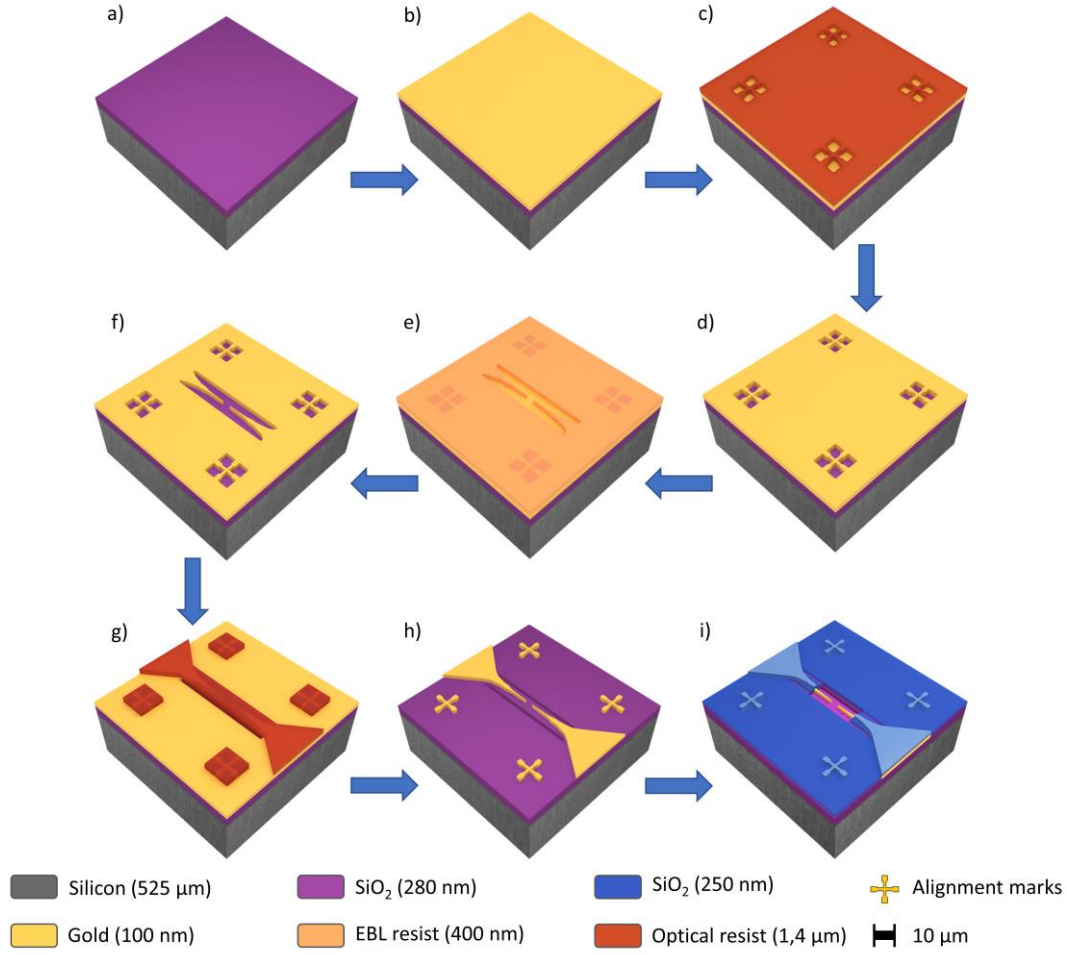 a)
b)
c)
f)
e)
d)
g)
h)
i)
Silicon (525 µm)
SiO₂ (280 nm)
SiO₂ (250 nm)
Alignment marks
Gold (100 nm)
EBL resist (400 nm)
Optical resist (1,4 µm)
10 µm